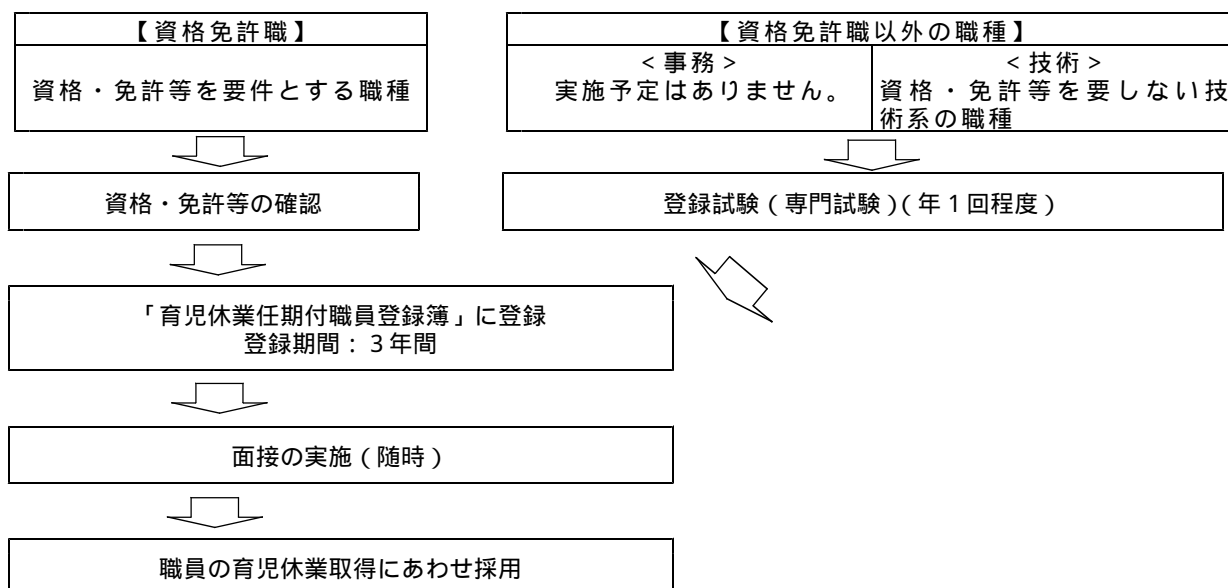 【資格免許職】
資格・免許等を要件とする職種
【資格免許職以外の職種】
<事務>
実施予定はありません。
<技術>
資格・免許等を要しない技
術系の職種
資格・免許等の確認
登録試験(専門試験)(年1回程度)
「育児休業任期付職員登録簿」に登録
登録期間:3年間
面接の実施(随時)
職員の育児休業取得にあわせ採用